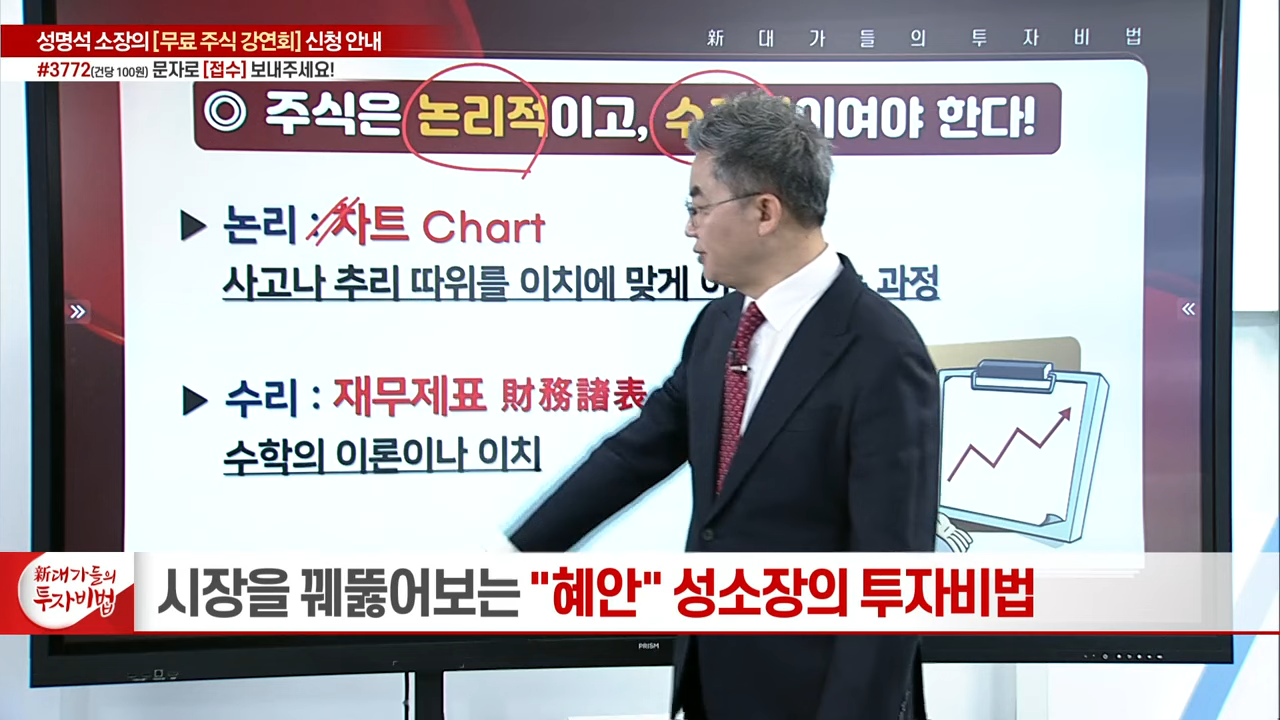 성명석 소장의 [무료 주식 강연회] 신청 안내
#3772(건당 100원) 문자로 [접수] 보내주세요!
新대가들의 투자비법
◎ 주식은 논리적이고, 이여야 한다!
▶ 논리 : 차트 Chart
사고나 추리 따위를 이치에 맞게 과정
▶ 수리 : 재무제표 財務諸表
수학의 이론이나 이치
新대가들의
투자비법
시장을 꿰뚫어보는 "혜안" 성소장의 투자비법
PRISM